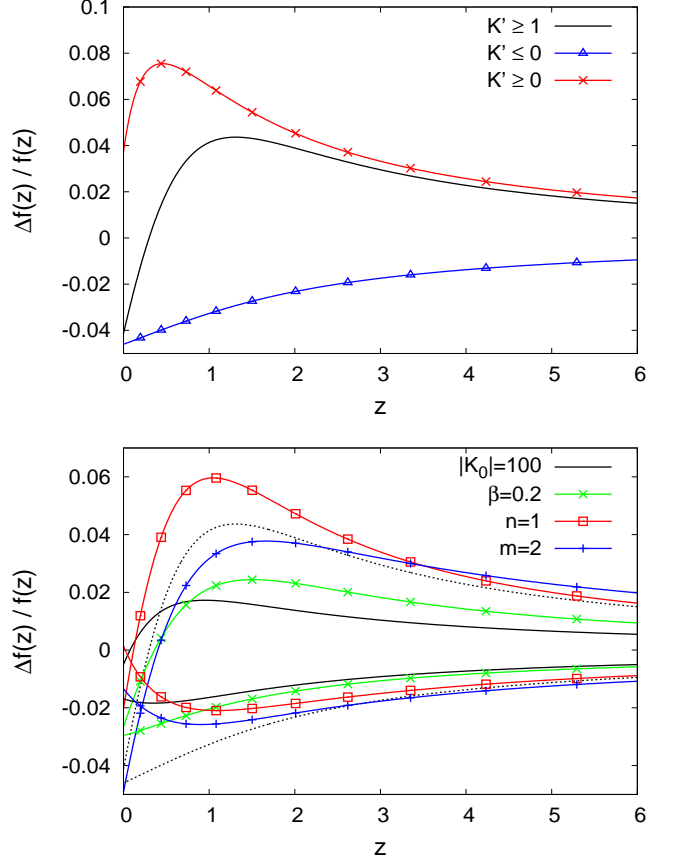 0.1
0.08
0.06
0.04
0.02
0
-0.02
-0.04
Δf(z) / f(z)
K' ≥ 1
K' ≤ 0
K' ≥ 0
0 1 2 3 4 5 6
z
0.06
0.04
0.02
0
-0.02
-0.04
Δf(z) / f(z)
|K₀|=100
β=0.2
n=1
m=2
0 1 2 3 4 5 6
z